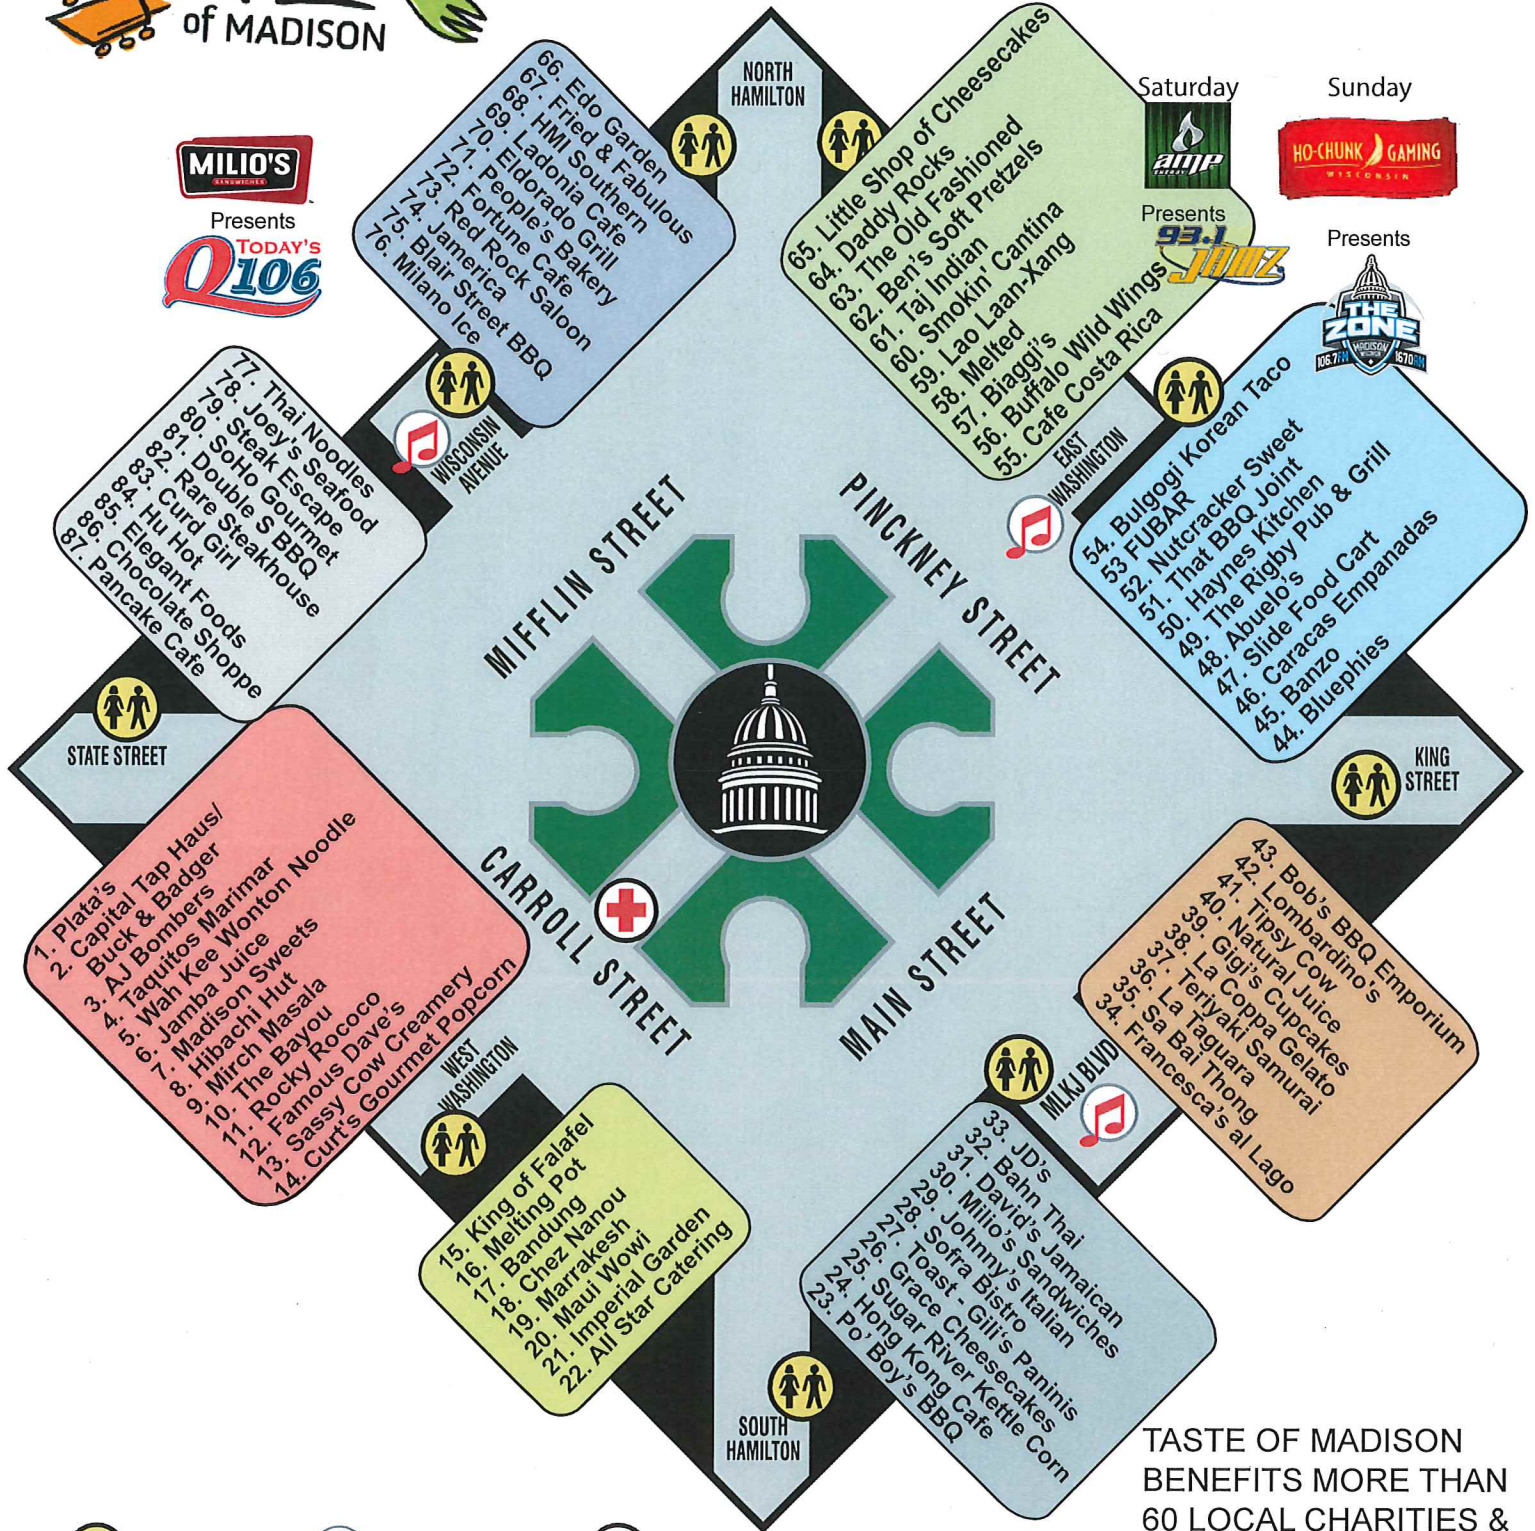 of MADISON
MILIO'S
SANDWICHES
Presents
TODAY'S
Q106
66. Edo Garden
67. Fried & Fabulous
68. HMI Southern
69. Ladonia Cafe
70. Eldorado Grill
71. People's Bakery
72. Fortune Cafe
73. Red Rock Saloon
74. Jamerica
75. Blair Street BBQ
76. Milano Ice
NORTH
HAMILTON
65. Little Shop of Cheesecakes
64. Daddy Rocks
63. The Old Fashioned
62. Ben's Soft Pretzels
61. Taj Indian
60. Smokin' Cantina
59. Lao Laan-Xang
58. Melted
57. Biaggi's
56. Buffalo Wild Wings
55. Cafe Costa Rica
Saturday
amp
ENERGY
Presents
93.1
JAMZ
Sunday
HO-CHUNK GAMING
WISCONSIN
Presents
THE
ZONE
MADISON
106.7FM
1670AM
77. Thai Noodles
78. Joey's Seafood
79. Steak Escape
80. SoHo Gourmet
81. Double S BBQ
82. Rare Steakhouse
83. Curd Girl
84. Hu Hot
85. Elegant Foods
86. Chocolate Shoppe
87. Pancake Cafe
WISCONSIN
AVENUE
EAST
WASHINGTON
54. Bulgogi Korean Taco
53 FUBAR
52. Nutcracker Sweet
51. That BBQ Joint
50. Haynes Kitchen
49. The Rigby Pub & Grill
48. Abuelo's
47. Slide Food Cart
46. Caracas Empanadas
45. Banzo
44. Bluephies
MIFFLIN STREET
PINCKNEY STREET
STATE STREET
KING
STREET
1. Plata's
2. Capital Tap Haus/
Buck & Badger
3. AJ Bombers
4. Taquitos Marimar
5. Wah Kee Wonton Noodle
6. Jamba Juice
7. Madison Sweets
8. Hibachi Hut
9. Mirch Masala
10. The Bayou
11. Rocky Rococo
12. Famous Dave's
13. Sassy Cow Creamery
14. Curt's Gourmet Popcorn
CARROLL STREET
MAIN STREET
43. Bob's BBQ Emporium
42. Lombardino's
41. Tipsy Cow
40. Natural Juice
39. Gigi's Cupcakes
38. La Coppa Gelato
37. Teriyaki Samurai
36. La Taguara
35. Sa Bai Thong
34. Francesca's al Lago
WEST
WASHINGTON
MLKJ BLVD
15. King of Falafel
16. Melting Pot
17. Bandung
18. Chez Nanou
19. Marrakesh
20. Maui Wowi
21. Imperial Garden
22. All Star Catering
33. JD's
32. Bahn Thai
31. David's Jamaican
30. Milio's Sandwiches
29. Johnny's Italian
28. Sofra Bistro
27. Toast - Gili's Paninis
26. Grace Cheesecakes
25. Sugar River Kettle Corn
24. Hong Kong Cafe
23. Po' Boy's BBQ
SOUTH
HAMILTON
TASTE OF MADISON
BENEFITS MORE THAN
60 LOCAL CHARITIES &